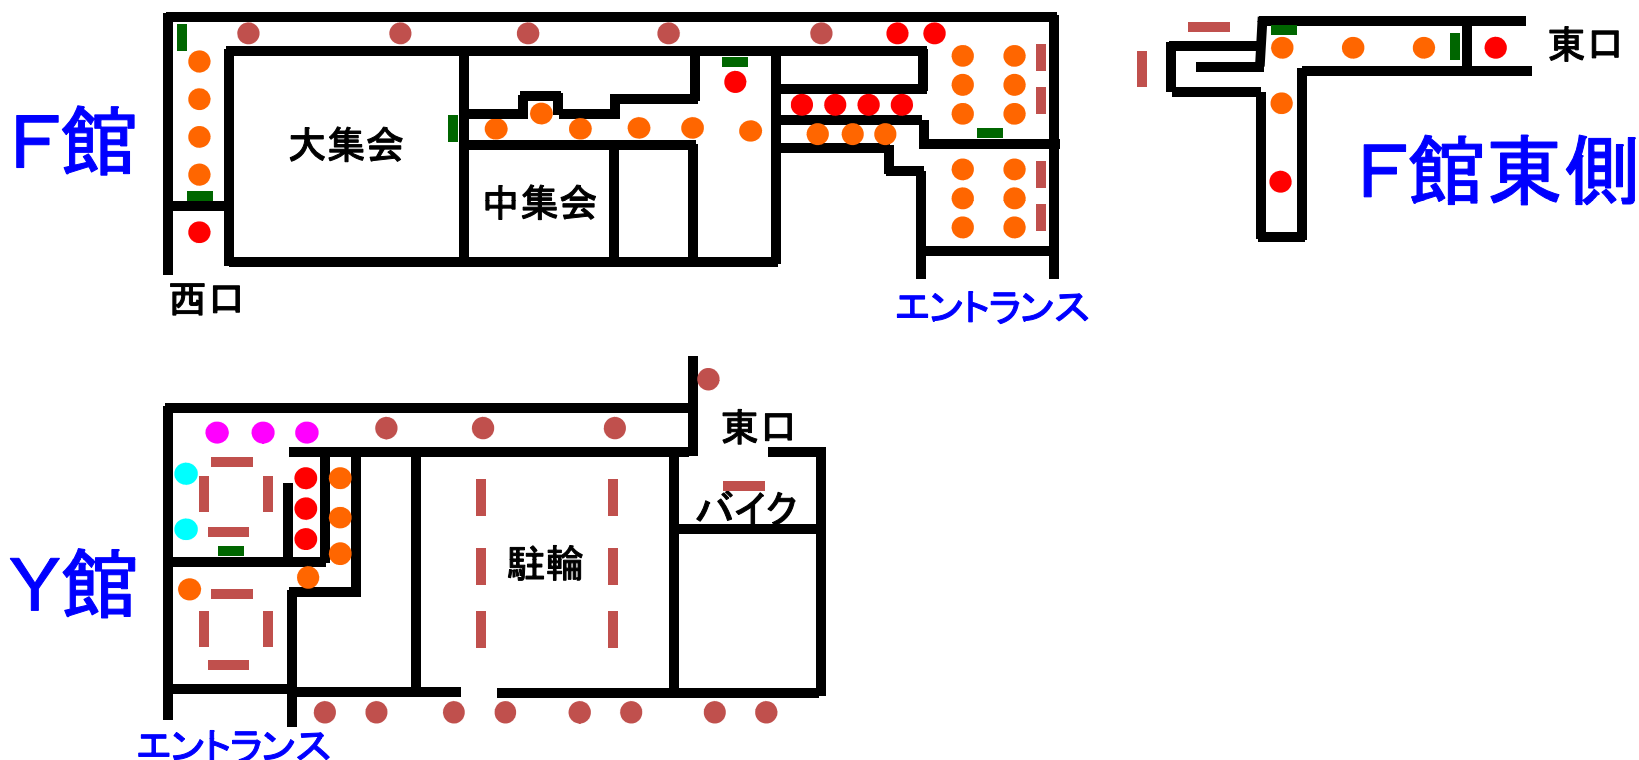 F館
大集会
中集会
西口
エントランス
東口
F館東側
Y館
東口
バイク
駐輪
エントランス